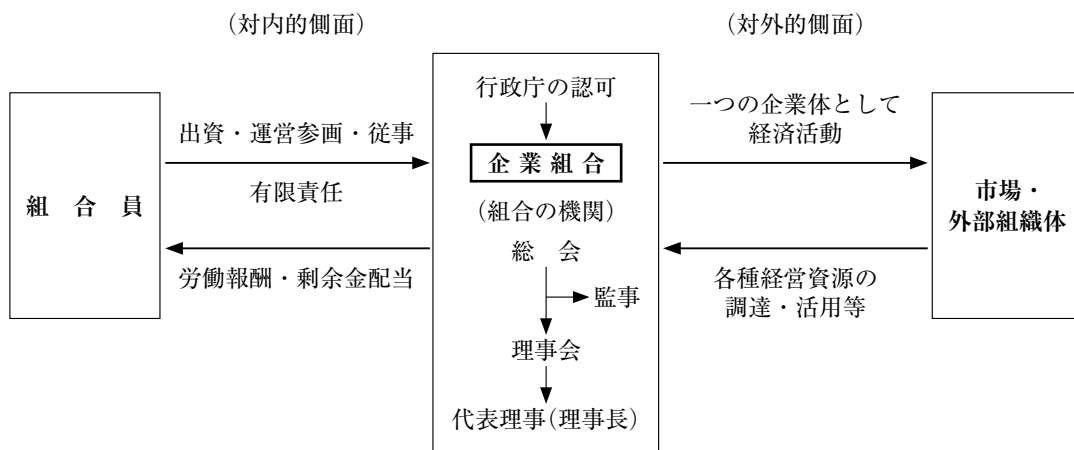 (対内的側面)
(対外的側面)
組合員
出資・運営参画・従事
有限責任
労働報酬・剰余金配当
行政庁の認可
企業組合
(組合の機関)
総会
監事
理事会
代表理事(理事長)
一つの企業体として
経済活動
各種経営資源の
調達・活用等
市場・
外部組織体